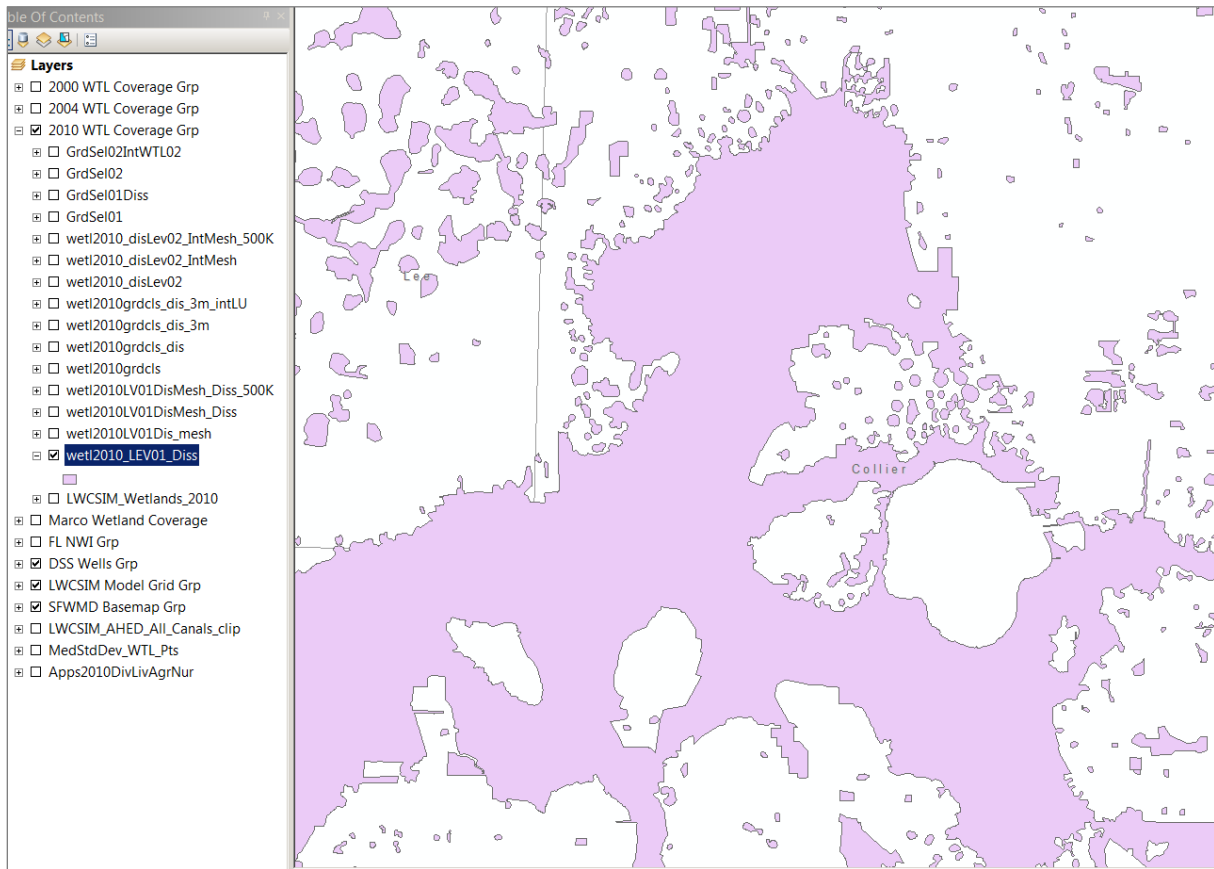 ble Of Contents
Layers
2000 WTL Coverage Grp
2004 WTL Coverage Grp
2010 WTL Coverage Grp
GrdSel02IntWTL02
GrdSel02
GrdSel01Diss
GrdSel01
wetl2010_disLev02_IntMesh_500K
wetl2010_disLev02_IntMesh
wetl2010_disLev02
wetl2010grdcls_dis_3m_intLU
wetl2010grdcls_dis_3m
wetl2010grdcls_dis
wetl2010grdcls
wetl2010LV01DisMesh_Diss_500K
wetl2010LV01DisMesh_Diss
wetl2010LV01Dis_mesh
wetl2010_LEV01_Diss
LWCSIM_Wetlands_2010
Marco Wetland Coverage
FL NWI Grp
DSS Wells Grp
LWCSIM Model Grid Grp
SFWMD Basemap Grp
LWCSIM_AHED_All_Canals_clip
MedStdDev_WTL_Pts
Apps2010DivLivAgrNur
Lee
Collier